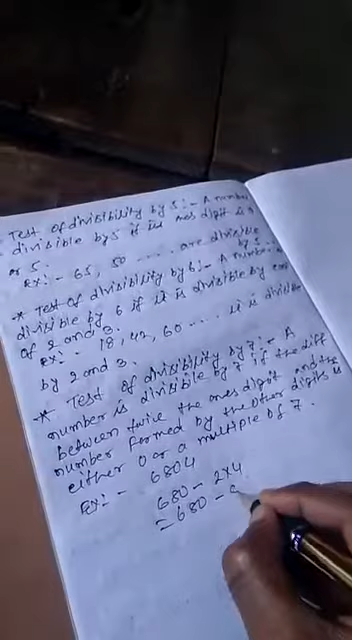 Test of divisibility by 5:- A number is
divisible by 5 if its ones digit is 0
or 5.
Ex:- 65, 50 ..... are divisible
by 5.
* Test of divisibility by 6:- A number is
divisible by 6 if it is divisible by
of 2 and 3.
Ex:- 18, 42, 60 ..... it is divisible
by 2 and 3.
* Test of divisibility by 7:- A
number is divisible by 7 if the diff
between twice the ones digit and the
number formed by the other digits is
either 0 or a multiple of 7.
Ex:- 6804
680 - 2×4
= 680 -